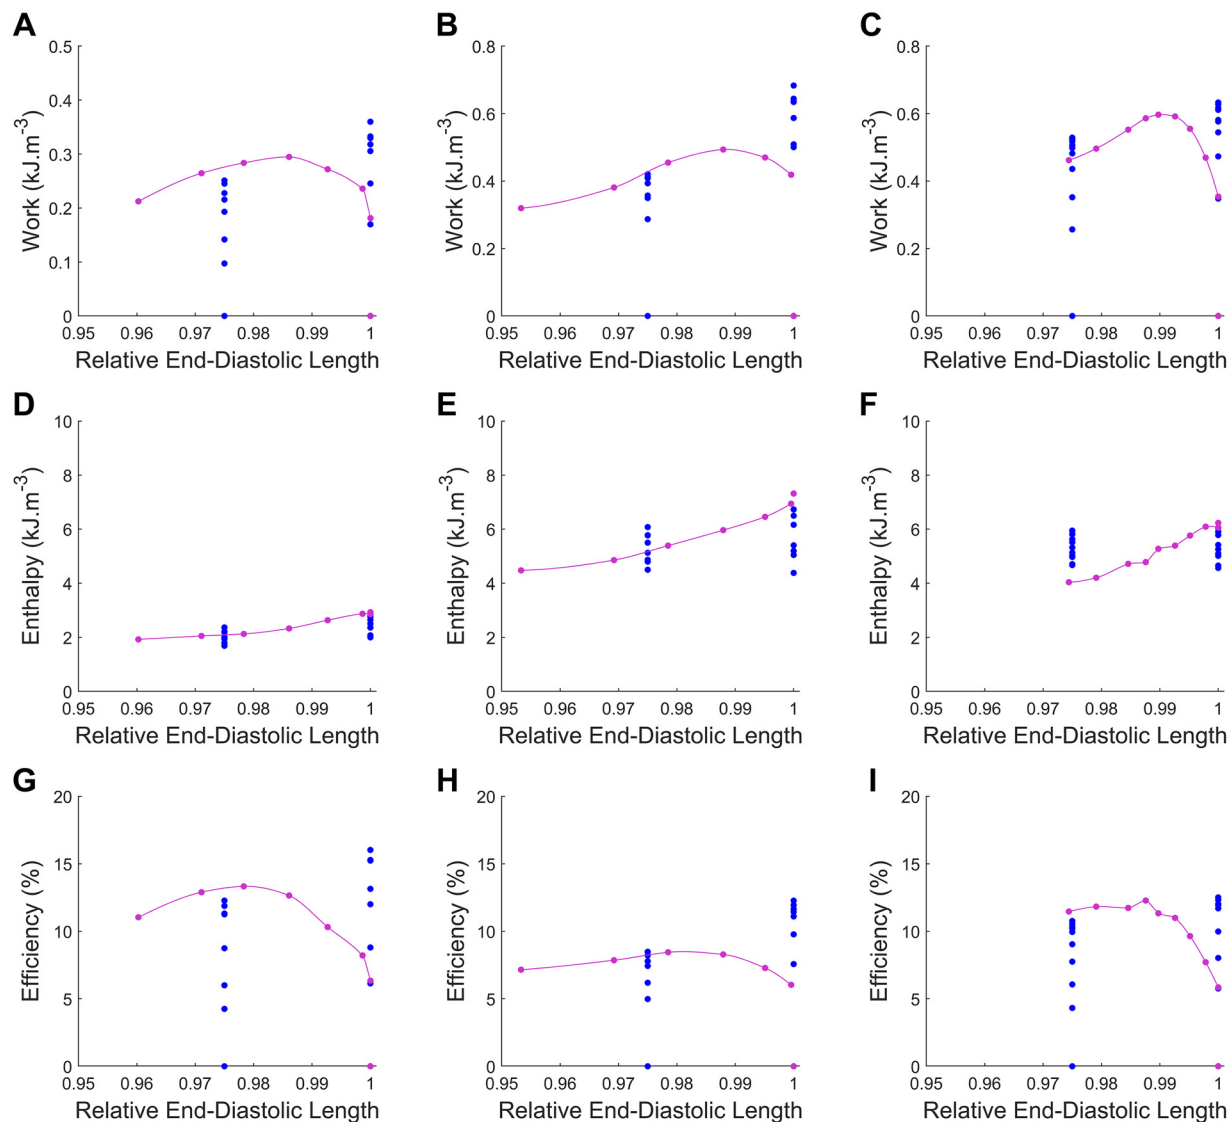 A
B
C
0.5
0.4
0.3
0.2
0.1
0
Work (kJ.m-3)
0.95 0.96 0.97 0.98 0.99 1
Relative End-Diastolic Length
0.8
0.6
0.4
0.2
0
Work (kJ.m-3)
0.95 0.96 0.97 0.98 0.99 1
Relative End-Diastolic Length
0.8
0.6
0.4
0.2
0
Work (kJ.m-3)
0.95 0.96 0.97 0.98 0.99 1
Relative End-Diastolic Length
D
E
F
10
8
6
4
2
0
Enthalpy (kJ.m-3)
0.95 0.96 0.97 0.98 0.99 1
Relative End-Diastolic Length
10
8
6
4
2
0
Enthalpy (kJ.m-3)
0.95 0.96 0.97 0.98 0.99 1
Relative End-Diastolic Length
10
8
6
4
2
0
Enthalpy (kJ.m-3)
0.95 0.96 0.97 0.98 0.99 1
Relative End-Diastolic Length
G
H
I
20
15
10
5
0
Efficiency (%)
0.95 0.96 0.97 0.98 0.99 1
Relative End-Diastolic Length
20
15
10
5
0
Efficiency (%)
0.95 0.96 0.97 0.98 0.99 1
Relative End-Diastolic Length
20
15
10
5
0
Efficiency (%)
0.95 0.96 0.97 0.98 0.99 1
Relative End-Diastolic Length